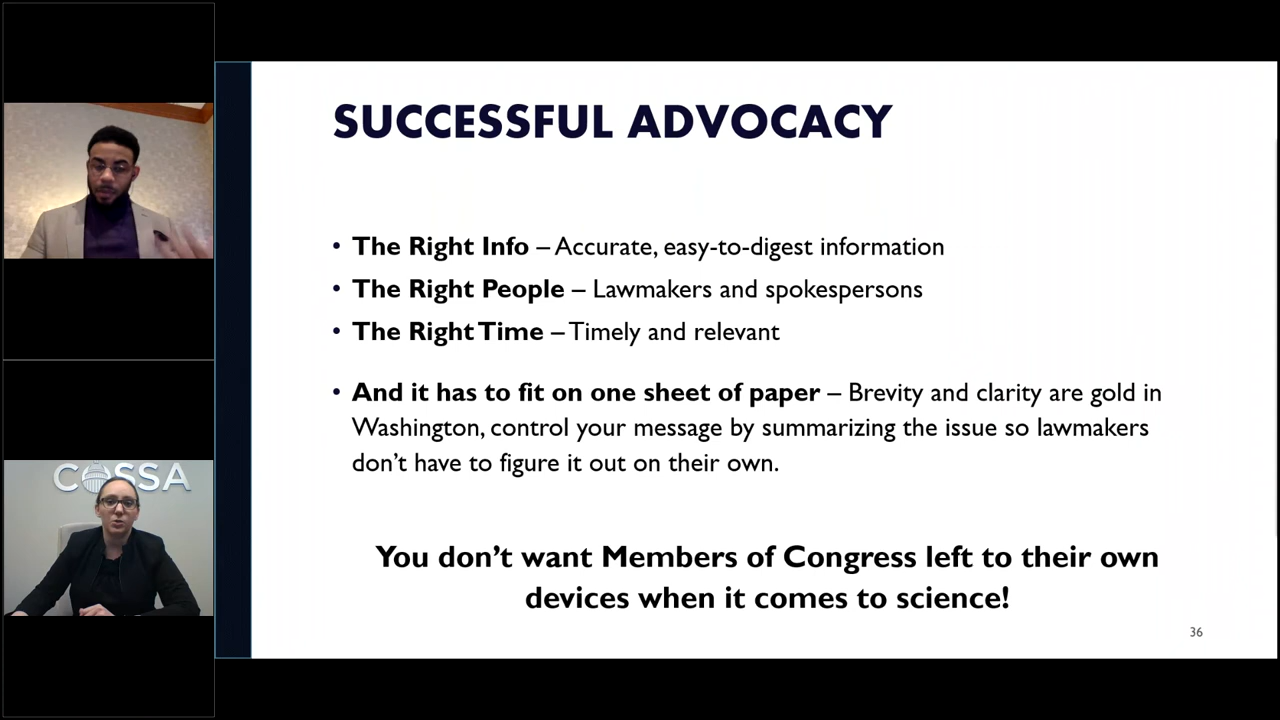 SUCCESSFUL ADVOCACY
• The Right Info – Accurate, easy-to-digest information
• The Right People – Lawmakers and spokespersons
• The Right Time – Timely and relevant
• And it has to fit on one sheet of paper – Brevity and clarity are gold in
Washington, control your message by summarizing the issue so lawmakers
don’t have to figure it out on their own.
You don’t want Members of Congress left to their own
devices when it comes to science!
36
COSSA